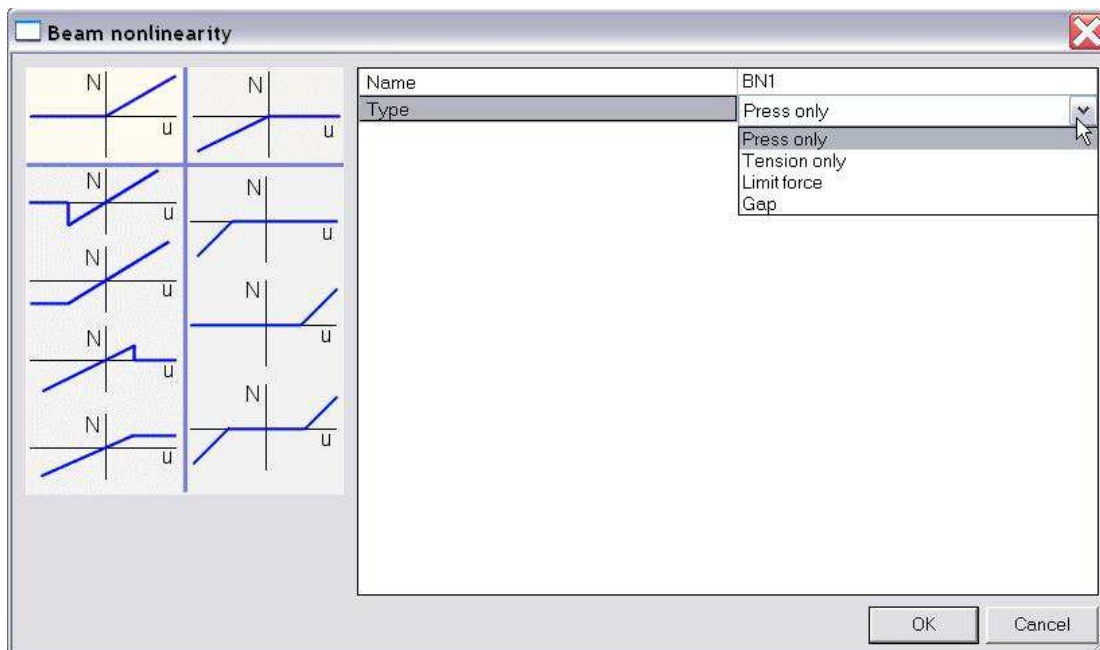 Beam nonlinearity
N
u
N
u
N
u
N
u
N
u
N
u
N
u
N
u
N
u
Name BN1
Type Press only
Press only
Tension only
Limit force
Gap
OK Cancel